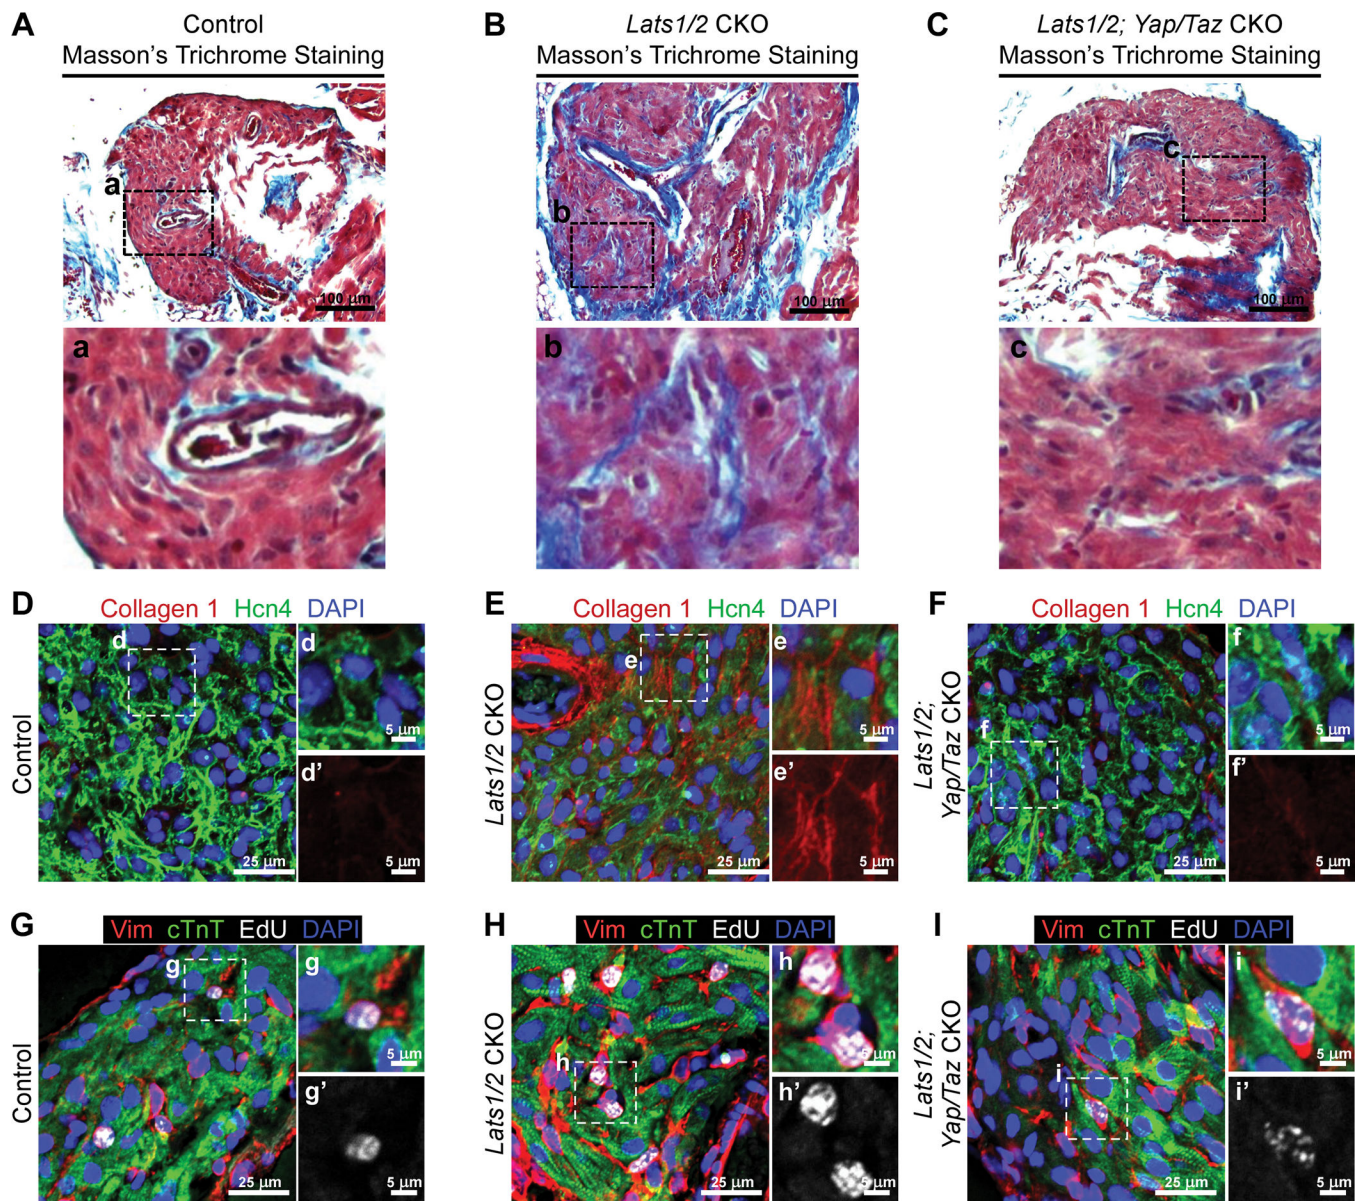 A
Control
Masson's Trichrome Staining
a
100 µm
a
B
Lats1/2 CKO
Masson's Trichrome Staining
b
100 µm
b
C
Lats1/2; Yap/Taz CKO
Masson's Trichrome Staining
c
100 µm
c
D
Collagen 1 Hcn4 DAPI
Control
d
25 µm
d
5 µm
d'
5 µm
E
Collagen 1 Hcn4 DAPI
Lats1/2 CKO
e
25 µm
e
5 µm
e'
5 µm
F
Collagen 1 Hcn4 DAPI
Lats1/2;
Yap/Taz CKO
f
25 µm
f
5 µm
f'
5 µm
G
Vim cTnT EdU DAPI
Control
g
25 µm
g
5 µm
g'
5 µm
H
Vim cTnT EdU DAPI
Lats1/2 CKO
h
25 µm
h
5 µm
h'
5 µm
I
Vim cTnT EdU DAPI
Lats1/2;
Yap/Taz CKO
i
25 µm
i
5 µm
i'
5 µm